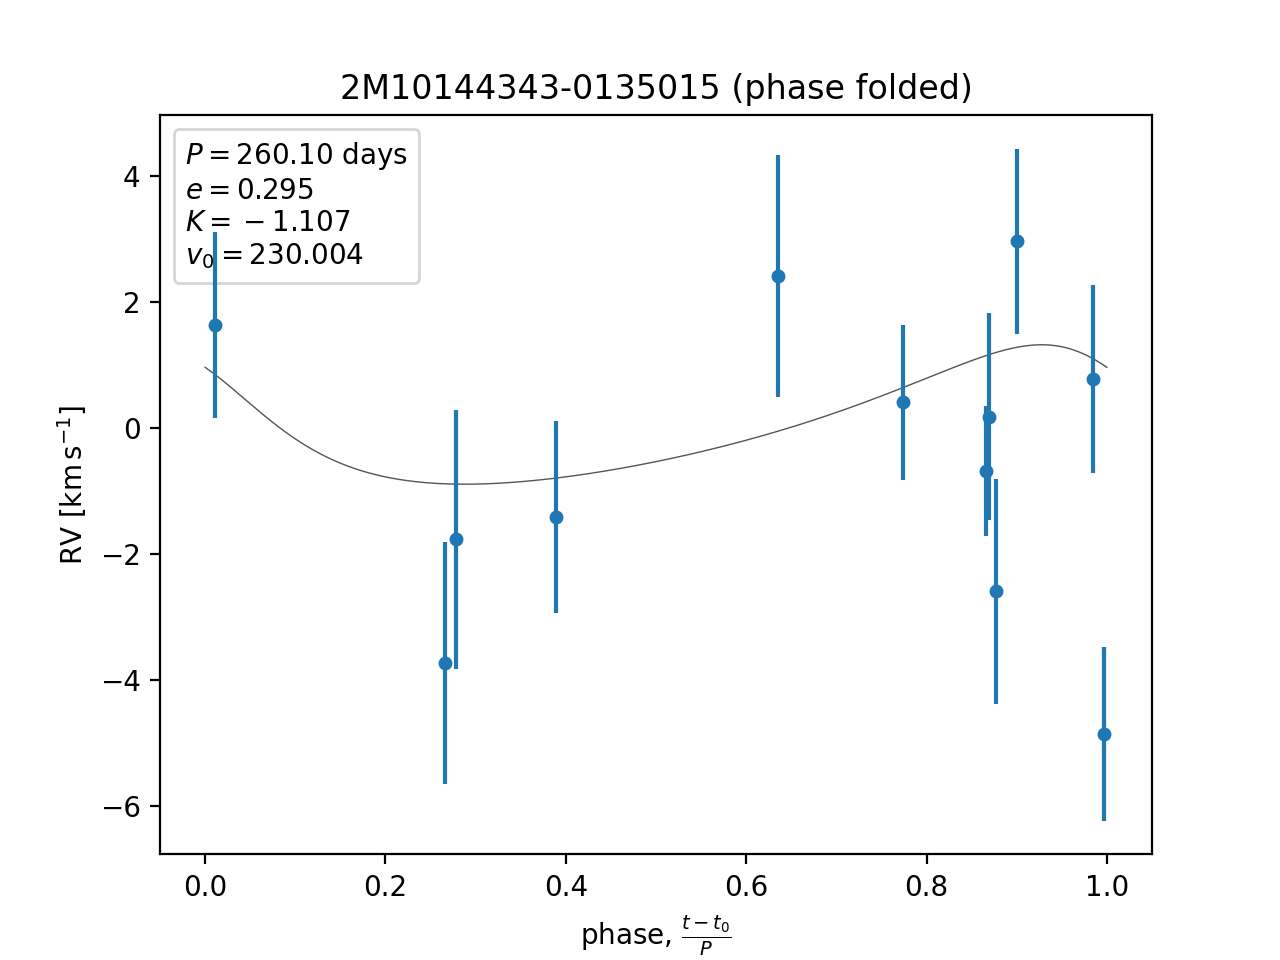 2M10144343-0135015 (phase folded)
P = 260.10 days
e = 0.295
K = −1.107
v₀ = 230.004
4
2
0
−2
−4
−6
RV [km s⁻¹]
0.0 0.2 0.4 0.6 0.8 1.0
phase, (t − t₀)/P